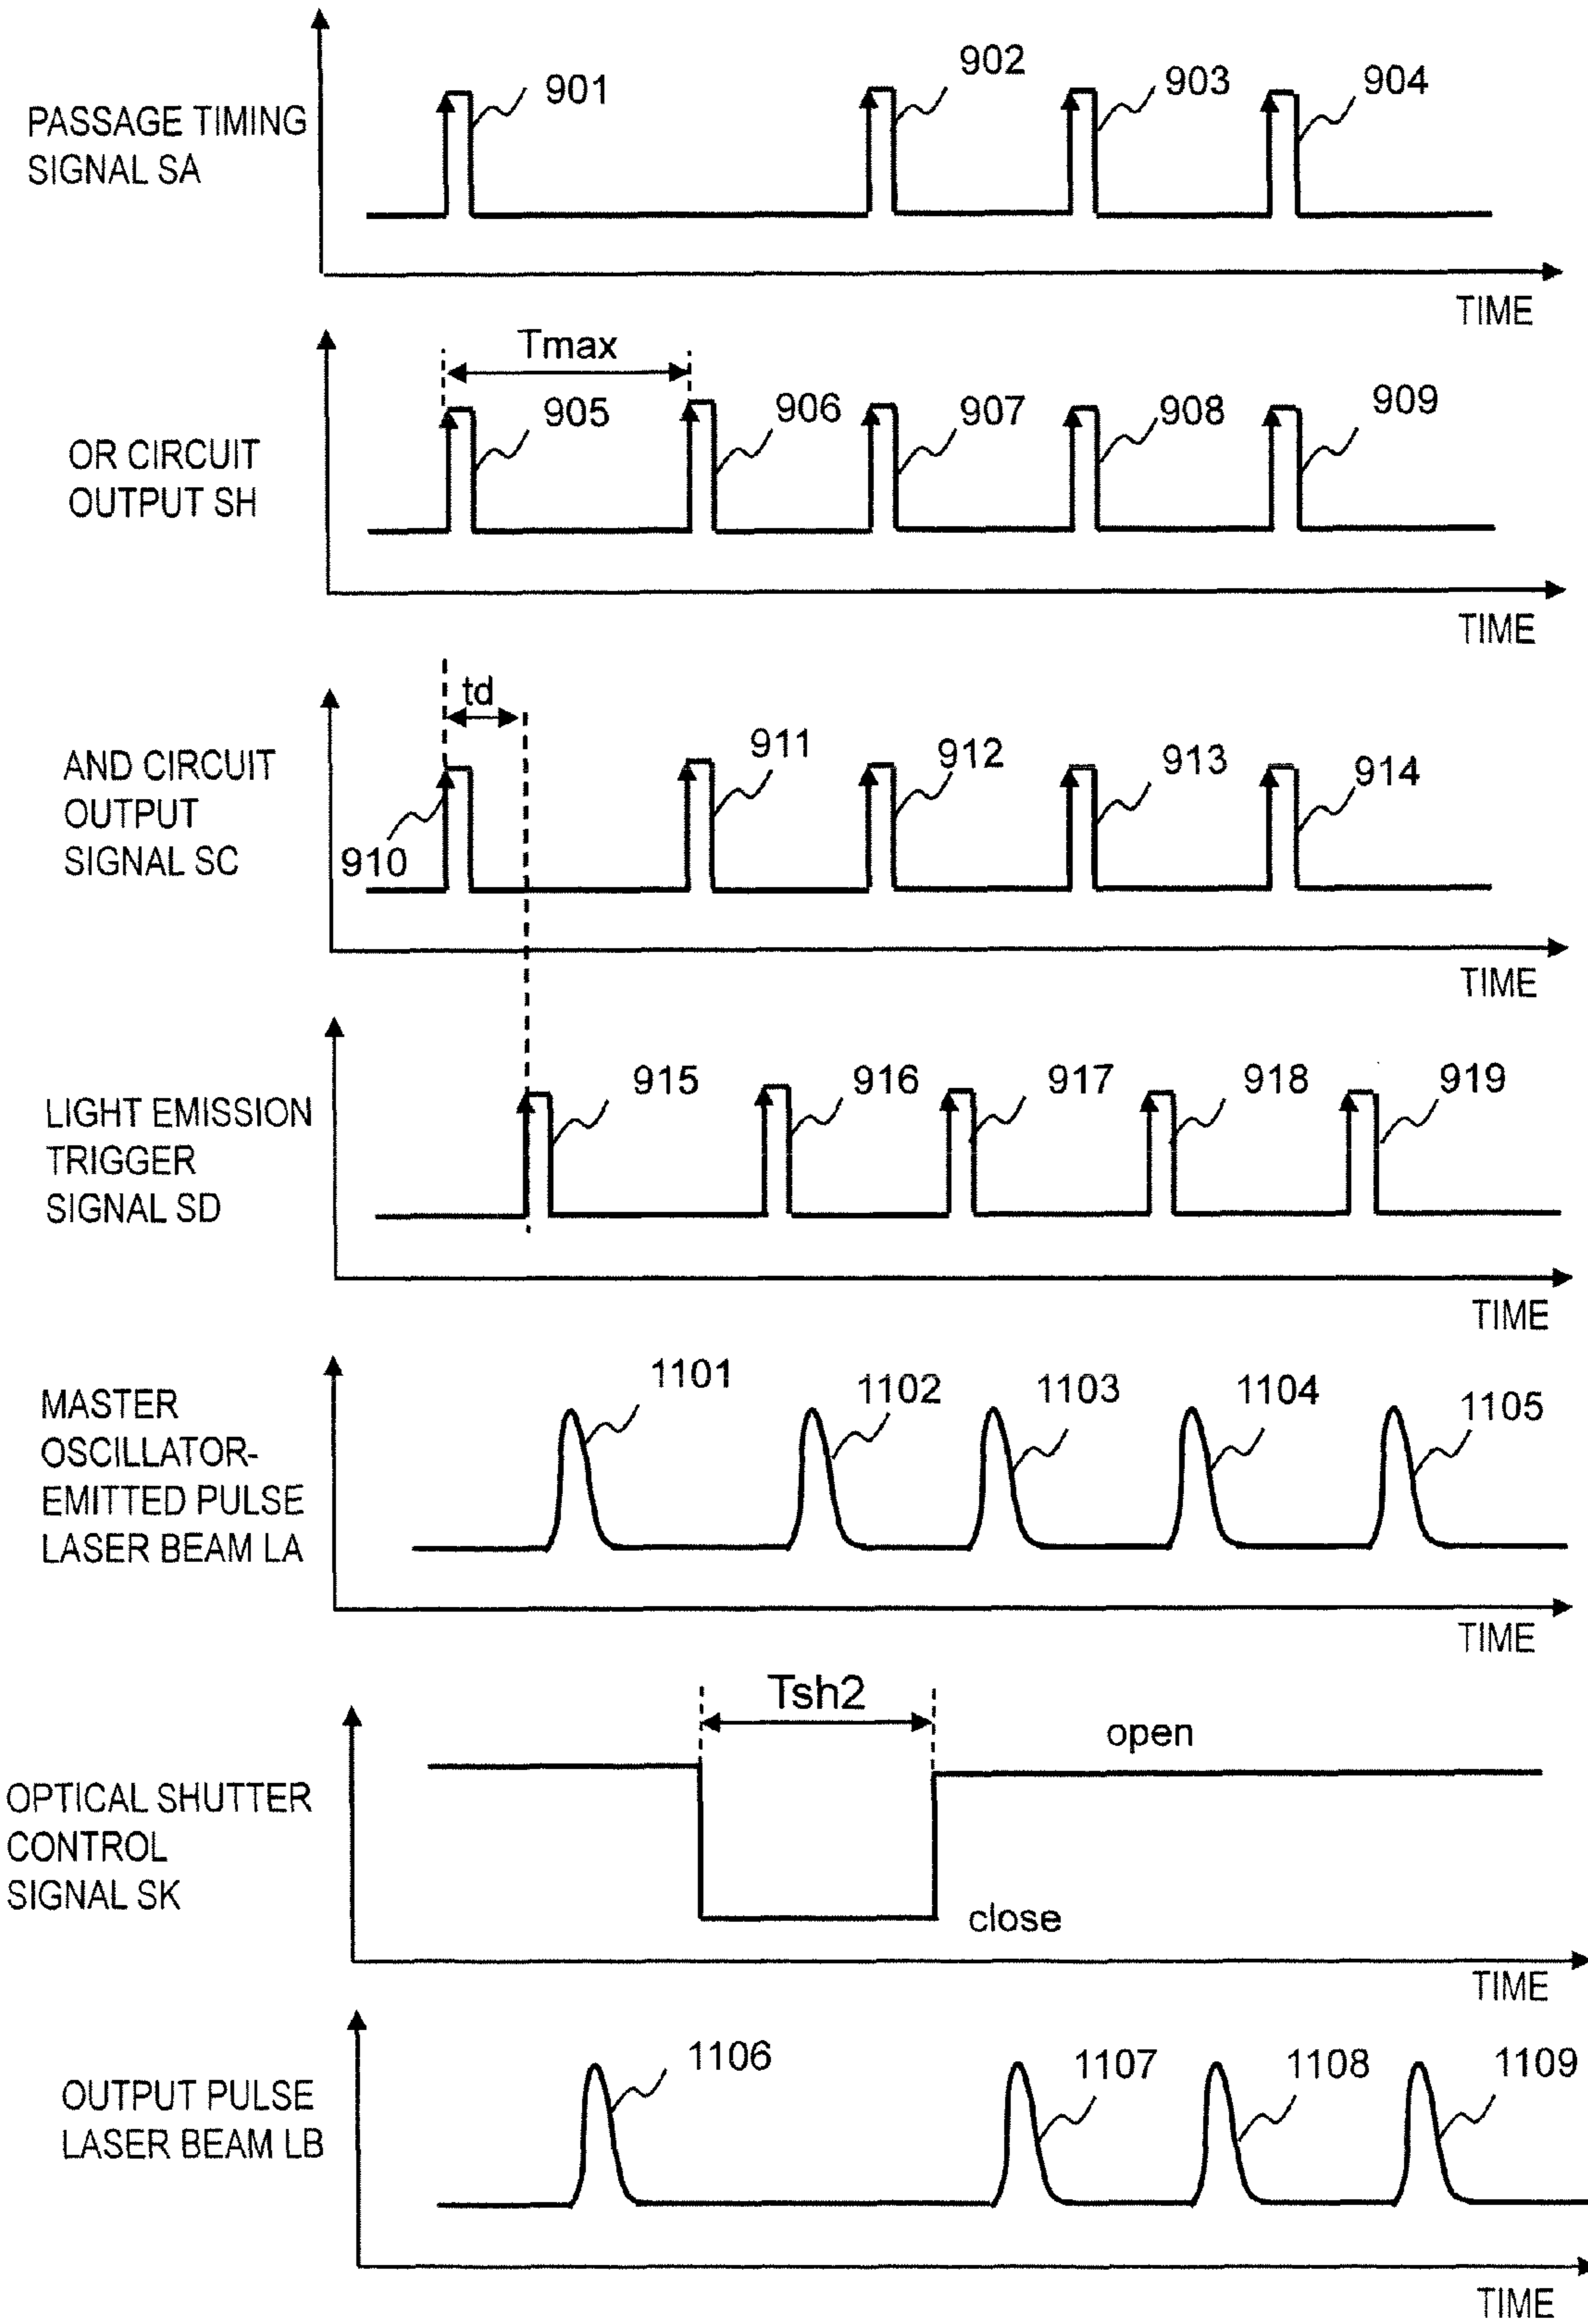 901
902
903
904
PASSAGE TIMING
SIGNAL SA
TIME
Tmax
905
906
907
908
909
OR CIRCUIT
OUTPUT SH
TIME
td
911
912
913
914
AND CIRCUIT
OUTPUT
SIGNAL SC
910
TIME
915
916
917
918
919
LIGHT EMISSION
TRIGGER
SIGNAL SD
TIME
1101
1102
1103
1104
1105
MASTER
OSCILLATOR-
EMITTED PULSE
LASER BEAM LA
TIME
Tsh2
open
OPTICAL SHUTTER
CONTROL
SIGNAL SK
close
TIME
1106
1107
1108
1109
OUTPUT PULSE
LASER BEAM LB
TIME